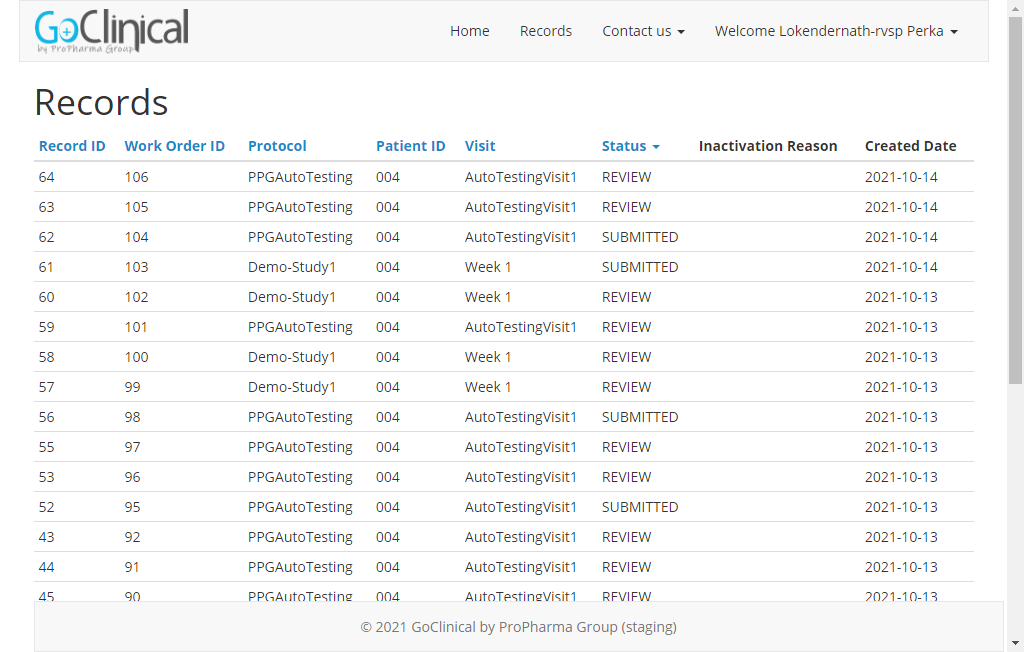 GoClinical
by ProPharma Group
Home Records Contact us Welcome Lokendernath-rvsp Perka
Records
Record ID Work Order ID Protocol Patient ID Visit Status Inactivation Reason Created Date
64 106 PPGAutoTesting 004 AutoTestingVisit1 REVIEW 2021-10-14
63 105 PPGAutoTesting 004 AutoTestingVisit1 REVIEW 2021-10-14
62 104 PPGAutoTesting 004 AutoTestingVisit1 SUBMITTED 2021-10-14
61 103 Demo-Study1 004 Week 1 SUBMITTED 2021-10-14
60 102 Demo-Study1 004 Week 1 REVIEW 2021-10-13
59 101 PPGAutoTesting 004 AutoTestingVisit1 REVIEW 2021-10-13
58 100 Demo-Study1 004 Week 1 REVIEW 2021-10-13
57 99 Demo-Study1 004 Week 1 REVIEW 2021-10-13
56 98 PPGAutoTesting 004 AutoTestingVisit1 SUBMITTED 2021-10-13
55 97 PPGAutoTesting 004 AutoTestingVisit1 REVIEW 2021-10-13
53 96 PPGAutoTesting 004 AutoTestingVisit1 REVIEW 2021-10-13
52 95 PPGAutoTesting 004 AutoTestingVisit1 SUBMITTED 2021-10-13
43 92 PPGAutoTesting 004 AutoTestingVisit1 REVIEW 2021-10-13
44 91 PPGAutoTesting 004 AutoTestingVisit1 REVIEW 2021-10-13
45 90 PPGAutoTesting 004 AutoTestingVisit1 REVIEW 2021-10-13
© 2021 GoClinical by ProPharma Group (staging)